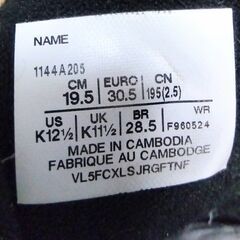 NAME
1144A205
CM EURO CN
19.5 30.5 195(2.5)
US UK BR WR
K12½ K11½ 28.5 F960524
MADE IN CAMBODIA
FABRIQUE AU CAMBODGE
VL5FCXLSJRGFTNF